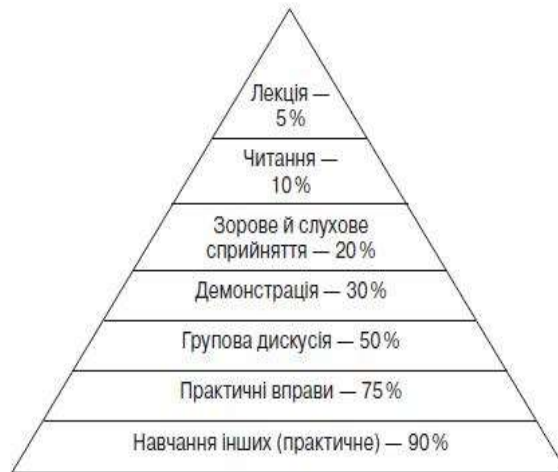 Лекція —
5 %
Читання —
10 %
Зорове й слухове
сприйняття — 20 %
Демонстрація — 30 %
Групова дискусія — 50 %
Практичні вправи — 75 %
Навчання інших (практичне) — 90 %